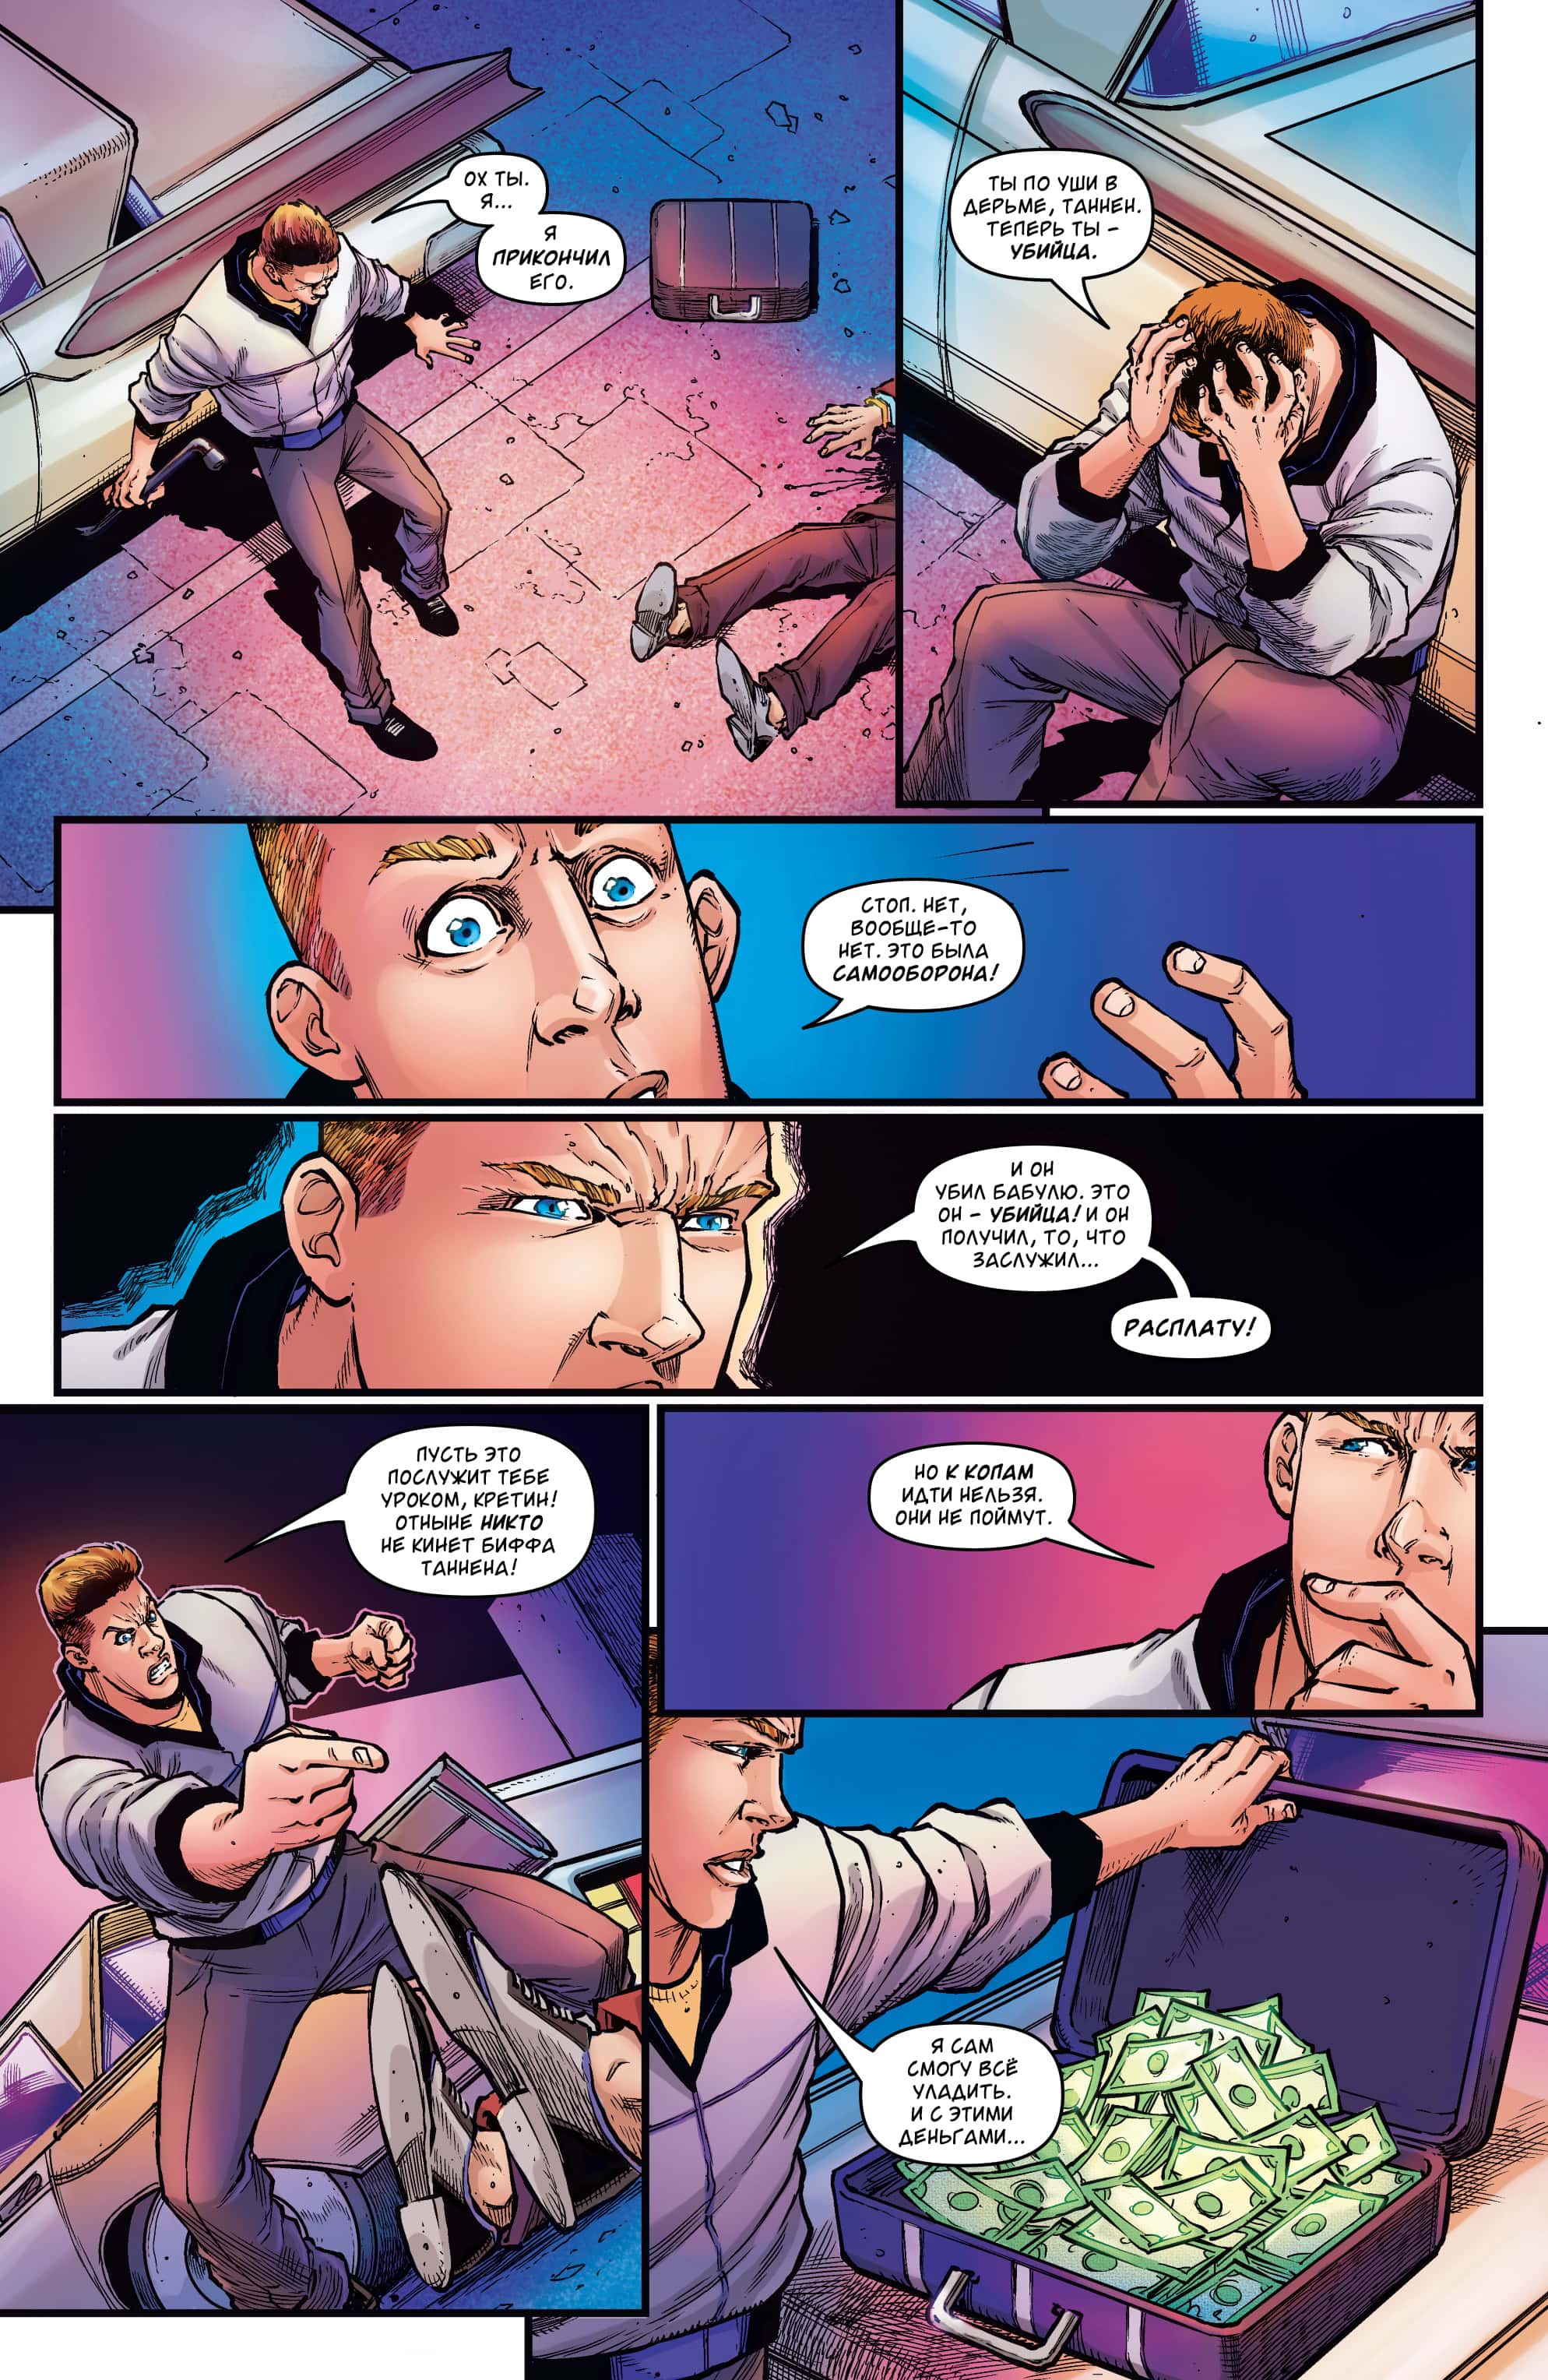 ОХ ТЫ.
Я...
Я
ПРИКОНЧИЛ
ЕГО.
ТЫ ПО УШИ В
ДЕРЬМЕ, ТАННЕН.
ТЕПЕРЬ ТЫ –
УБИЙЦА.
СТОП. НЕТ,
ВООБЩЕ-ТО
НЕТ. ЭТО БЫЛА
САМООБОРОНА!
И ОН
УБИЛ БАБУЛЮ. ЭТО
ОН – УБИЙЦА! И ОН
ПОЛУЧИЛ, ТО, ЧТО
ЗАСЛУЖИЛ...
РАСПЛАТУ!
ПУСТЬ ЭТО
ПОСЛУЖИТ ТЕБЕ
УРОКОМ, КРЕТИН!
ОТНЫНЕ НИКТО
НЕ КИНЕТ БИФФА
ТАННЕНА!
НО К КОПАМ
ИДТИ НЕЛЬЗЯ.
ОНИ НЕ ПОЙМУТ.
Я САМ
СМОГУ ВСЁ
УЛАДИТЬ.
И С ЭТИМИ
ДЕНЬГАМИ...